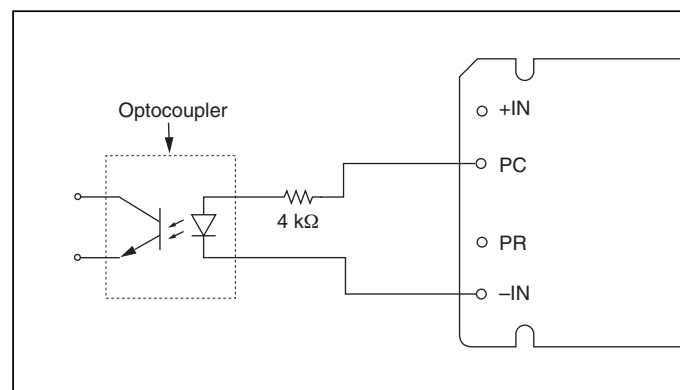 Optocoupler
+IN
PC
4 kΩ
PR
–IN